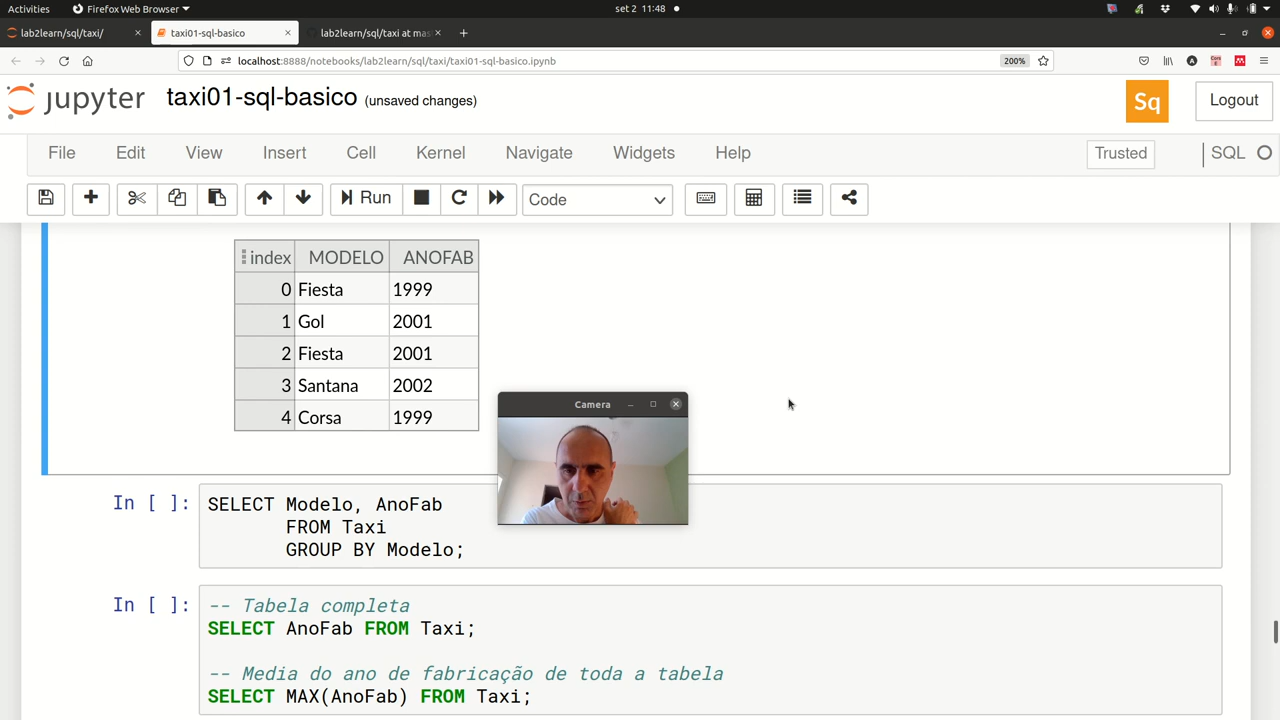 Activities Firefox Web Browser set 2 11:48
lab2learn/sql/taxi/ taxi01-sql-basico lab2learn/sql/taxi at mas
localhost:8888/notebooks/lab2learn/sql/taxi/taxi01-sql-basico.ipynb 200%
jupyter taxi01-sql-basico (unsaved changes) Sq Logout
File Edit View Insert Cell Kernel Navigate Widgets Help Trusted SQL
Run Code
index MODELO ANOFAB
0 Fiesta 1999
1 Gol 2001
2 Fiesta 2001
3 Santana 2002
4 Corsa 1999
Camera
In [ ]: SELECT Modelo, AnoFab
FROM Taxi
GROUP BY Modelo;
In [ ]: -- Tabela completa
SELECT AnoFab FROM Taxi;
-- Media do ano de fabricação de toda a tabela
SELECT MAX(AnoFab) FROM Taxi;